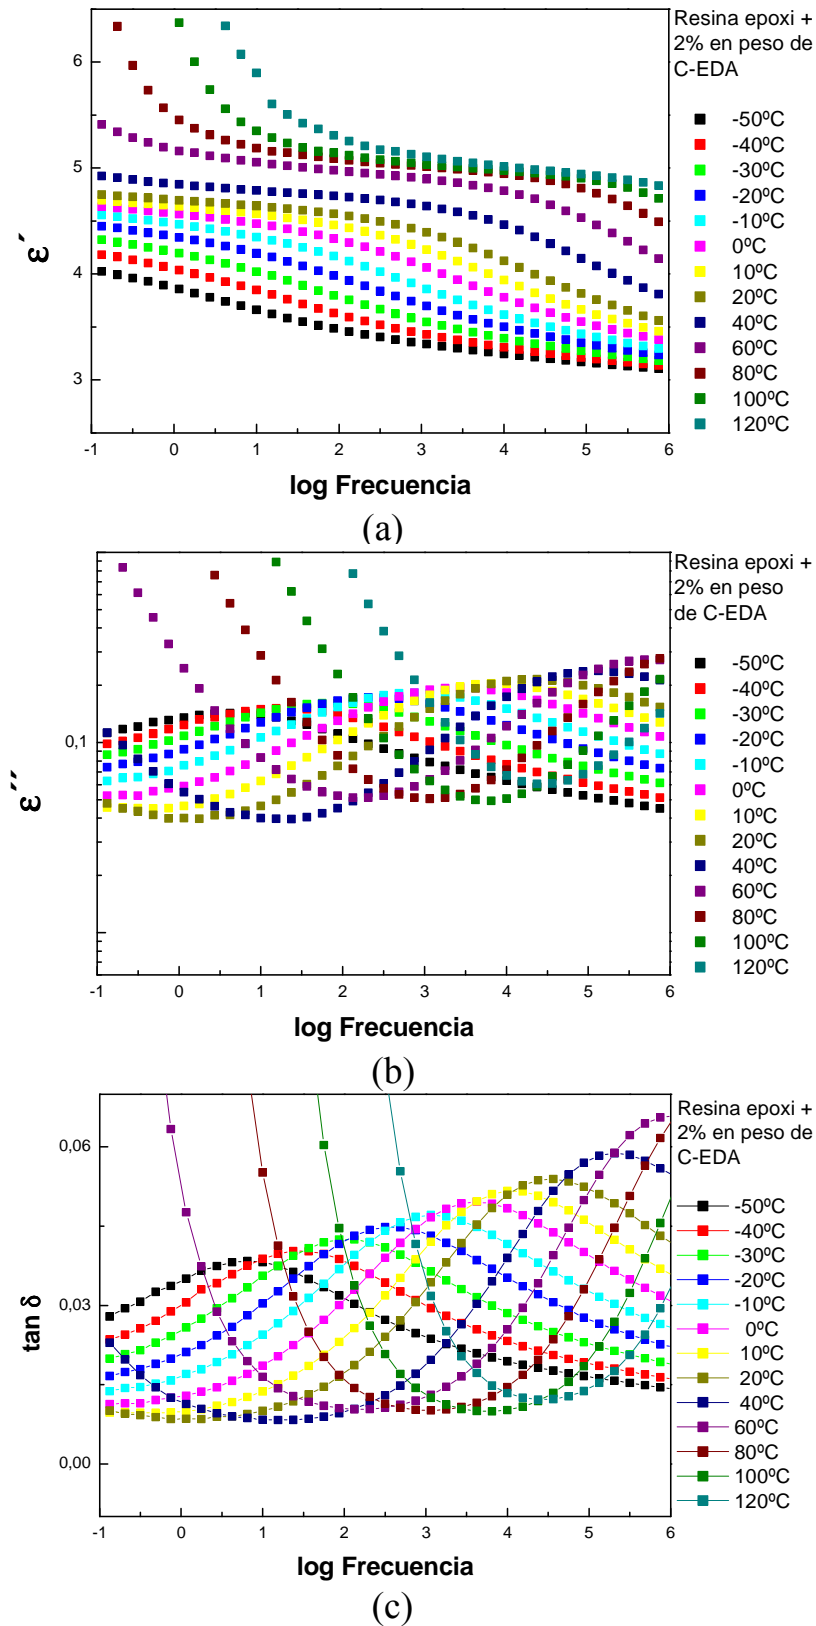 Resina epoxi +
2% en peso de
C-EDA
6
5
4
3
ε´
-50ºC
-40ºC
-30ºC
-20ºC
-10ºC
0ºC
10ºC
20ºC
40ºC
60ºC
80ºC
100ºC
120ºC
-1 0 1 2 3 4 5 6
log Frecuencia
(a)
Resina epoxi +
2% en peso
de C-EDA
0,1
ε´´
-50ºC
-40ºC
-30ºC
-20ºC
-10ºC
0ºC
10ºC
20ºC
40ºC
60ºC
80ºC
100ºC
120ºC
-1 0 1 2 3 4 5 6
log Frecuencia
(b)
Resina epoxi +
2% en peso de
C-EDA
0,06
0,03
0,00
tan δ
-50ºC
-40ºC
-30ºC
-20ºC
-10ºC
0ºC
10ºC
20ºC
40ºC
60ºC
80ºC
100ºC
120ºC
-1 0 1 2 3 4 5 6
log Frecuencia
(c)